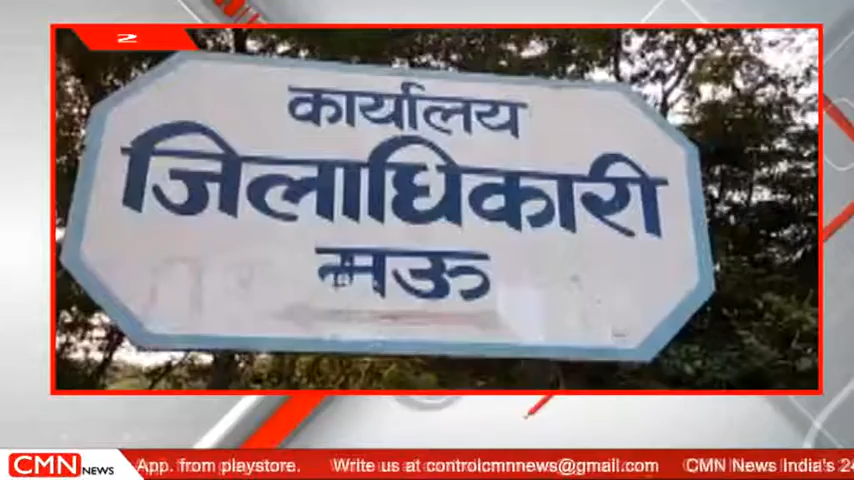 2
कार्यालय
जिलाधिकारी
मऊ
CMN NEWS App. from playstore. Write us at controlcmnnews@gmail.com CMN News India's 24